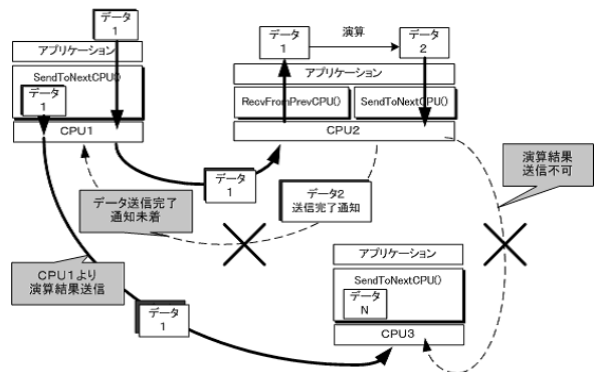 データ
1
アプリケーション
SendToNextCPU()
データ
1
CPU1
データ
1
演算
データ
2
アプリケーション
RecvFromPrevCPU()
SendToNextCPU()
CPU2
演算結果
送信不可
データ
1
データ送信完了
通知未着
データ2
送信完了通知
CPU1より
演算結果送信
データ
1
アプリケーション
SendToNextCPU()
データ
N
CPU3